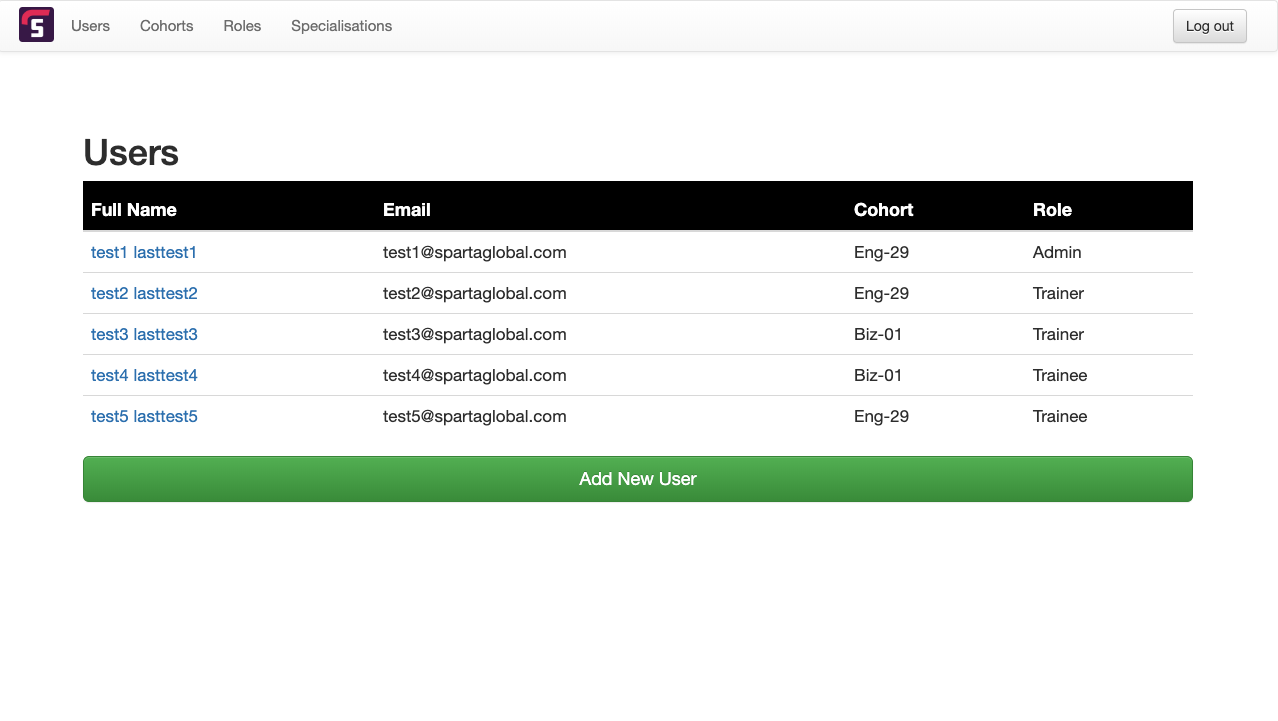 S Users Cohorts Roles Specialisations Log out
Users
Full Name Email Cohort Role
test1 lasttest1 test1@spartaglobal.com Eng-29 Admin
test2 lasttest2 test2@spartaglobal.com Eng-29 Trainer
test3 lasttest3 test3@spartaglobal.com Biz-01 Trainer
test4 lasttest4 test4@spartaglobal.com Biz-01 Trainee
test5 lasttest5 test5@spartaglobal.com Eng-29 Trainee
Add New User